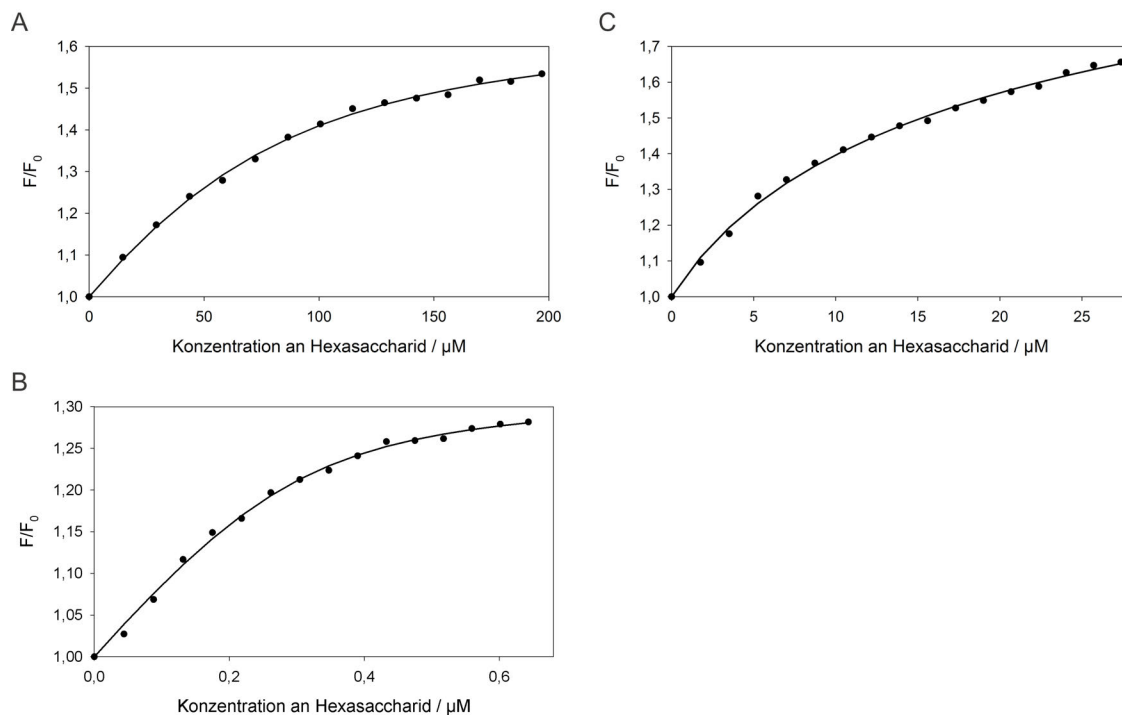 A
1,6
1,5
1,4
1,3
1,2
1,1
1,0
F/F0
0 50 100 150 200
Konzentration an Hexasaccharid / µM
C
1,7
1,6
1,5
1,4
1,3
1,2
1,1
1,0
F/F0
0 5 10 15 20 25
Konzentration an Hexasaccharid / µM
B
1,30
1,25
1,20
1,15
1,10
1,05
1,00
F/F0
0,0 0,2 0,4 0,6
Konzentration an Hexasaccharid / µM